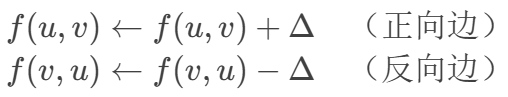 f(u, v) ← f(u, v) + Δ （正向边）
f(v, u) ← f(v, u) − Δ （反向边）